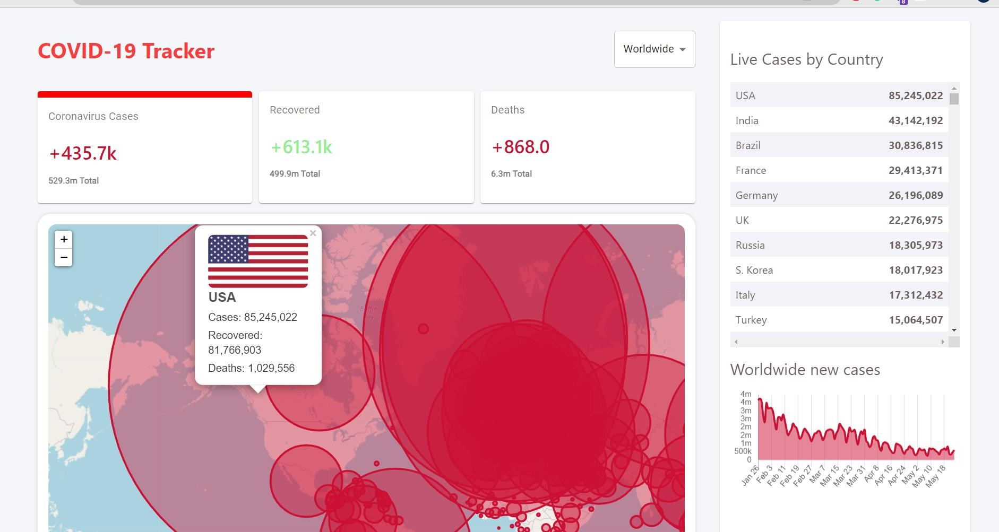 8
COVID-19 Tracker
Worldwide
Coronavirus Cases
+435.7k
529.3m Total
Recovered
+613.1k
499.9m Total
Deaths
+868.0
6.3m Total
+
−
×
USA
Cases: 85,245,022
Recovered:
81,766,903
Deaths: 1,029,556
Baffin
Bay
Live Cases by Country
USA 85,245,022
India 43,142,192
Brazil 30,836,815
France 29,413,371
Germany 26,196,089
UK 22,276,975
Russia 18,305,973
S. Korea 18,017,923
Italy 17,312,432
Turkey 15,064,507
Worldwide new cases
4m
4m
3m
3m
2m
2m
1m
500k
0
Jan 26
Feb 3
Feb 11
Feb 19
Feb 27
Mar 7
Mar 15
Mar 23
Mar 31
Apr 8
Apr 16
Apr 24
May 2
May 10
May 18